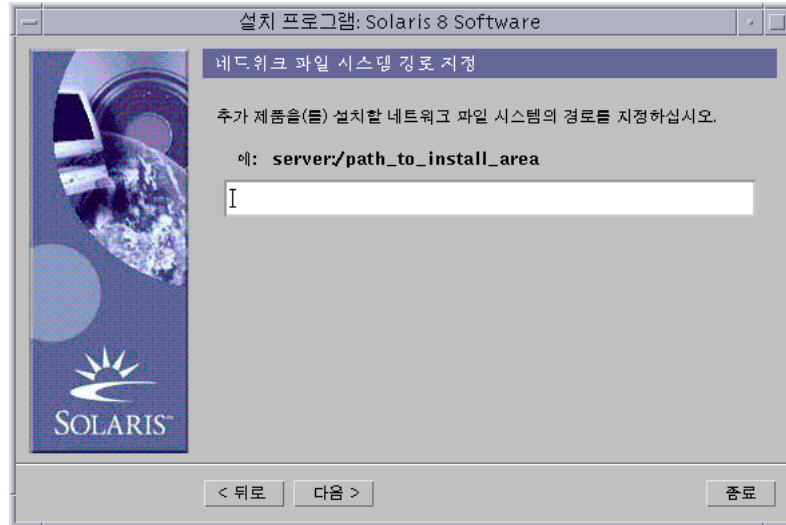 설치 프로그램: Solaris 8 Software
네트워크 파일 시스템 경로 지정
추가 제품을(를) 설치할 네트워크 파일 시스템의 경로를 지정하십시오.
예: server:/path_to_install_area
SOLARIS™
< 뒤로
다음 >
종료